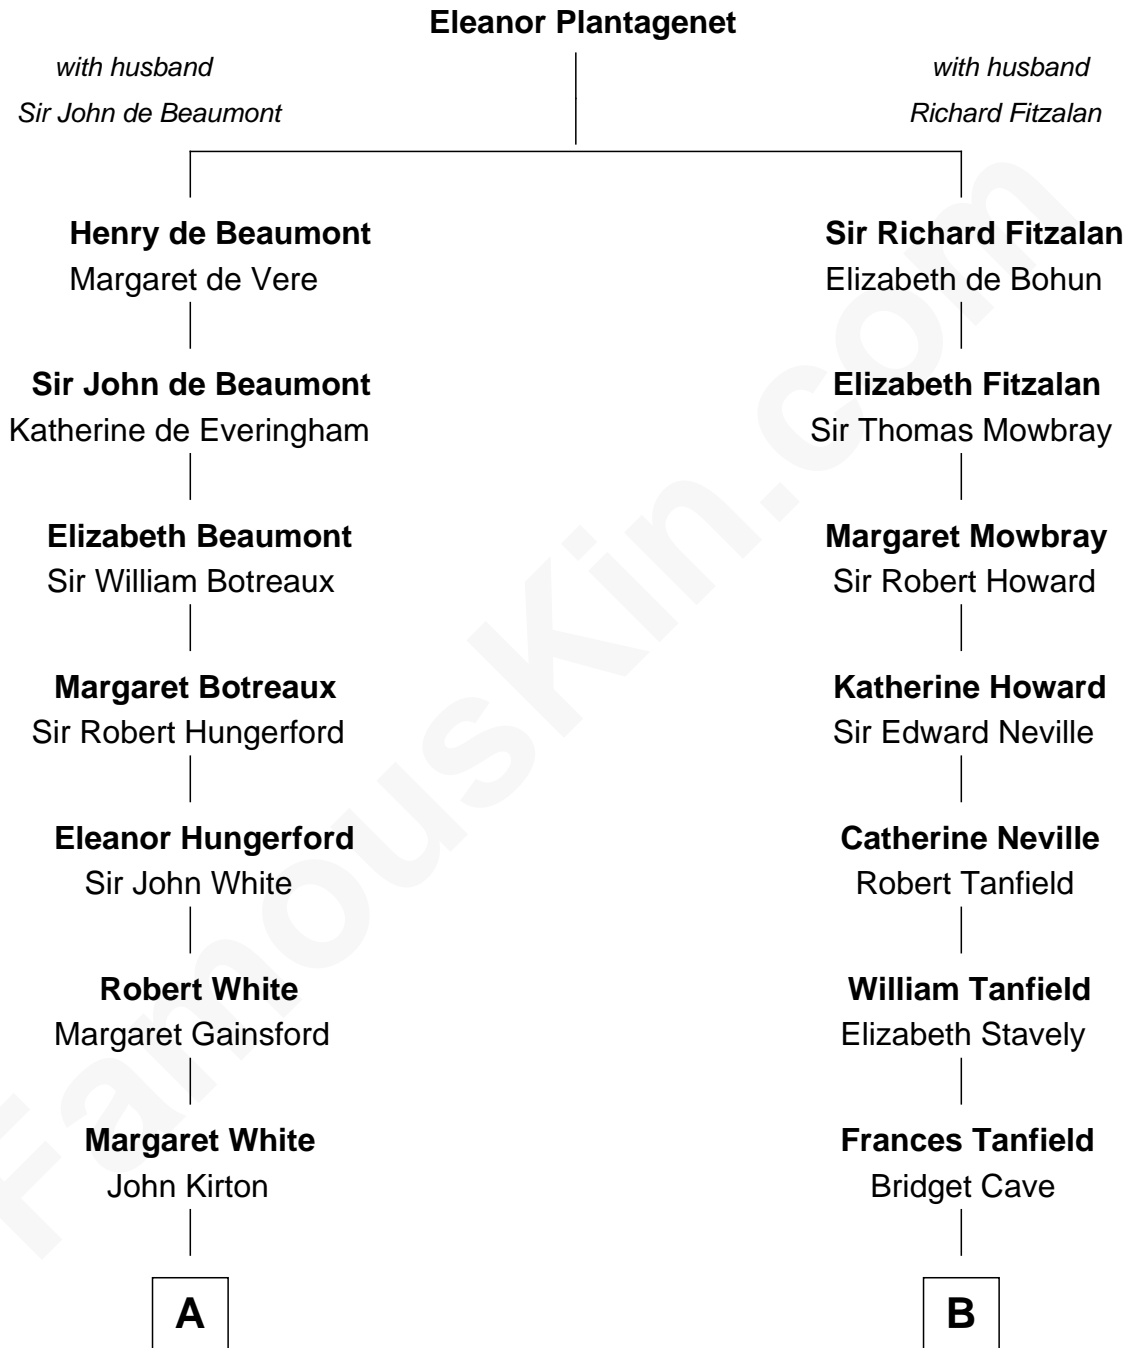 Eleanor Plantagenet
with husband
Sir John de Beaumont
with husband
Richard Fitzalan
Henry de Beaumont
Margaret de Vere
Sir Richard Fitzalan
Elizabeth de Bohun
Sir John de Beaumont
Katherine de Everingham
Elizabeth Fitzalan
Sir Thomas Mowbray
Elizabeth Beaumont
Sir William Botreaux
Margaret Mowbray
Sir Robert Howard
Margaret Botreaux
Sir Robert Hungerford
Katherine Howard
Sir Edward Neville
Eleanor Hungerford
Sir John White
Catherine Neville
Robert Tanfield
Robert White
Margaret Gainsford
William Tanfield
Elizabeth Stavely
Margaret White
John Kirton
Frances Tanfield
Bridget Cave
A
B
FamousKin.com